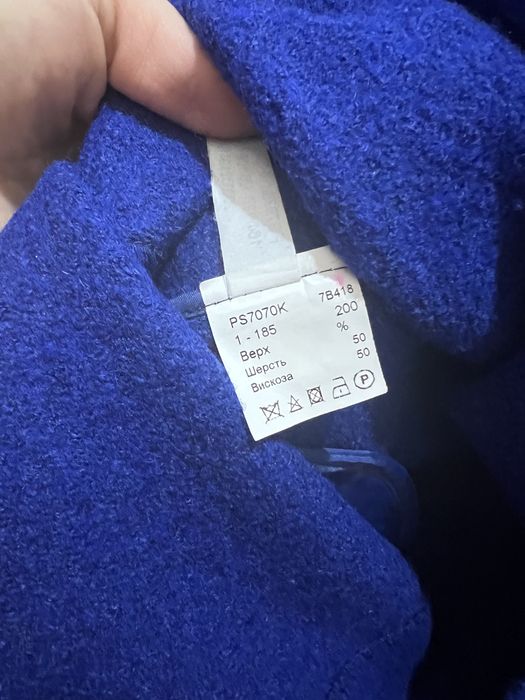 PS7070K 7B418
1 - 185 200
Верх %
Шерсть 50
Вискоза 50
P